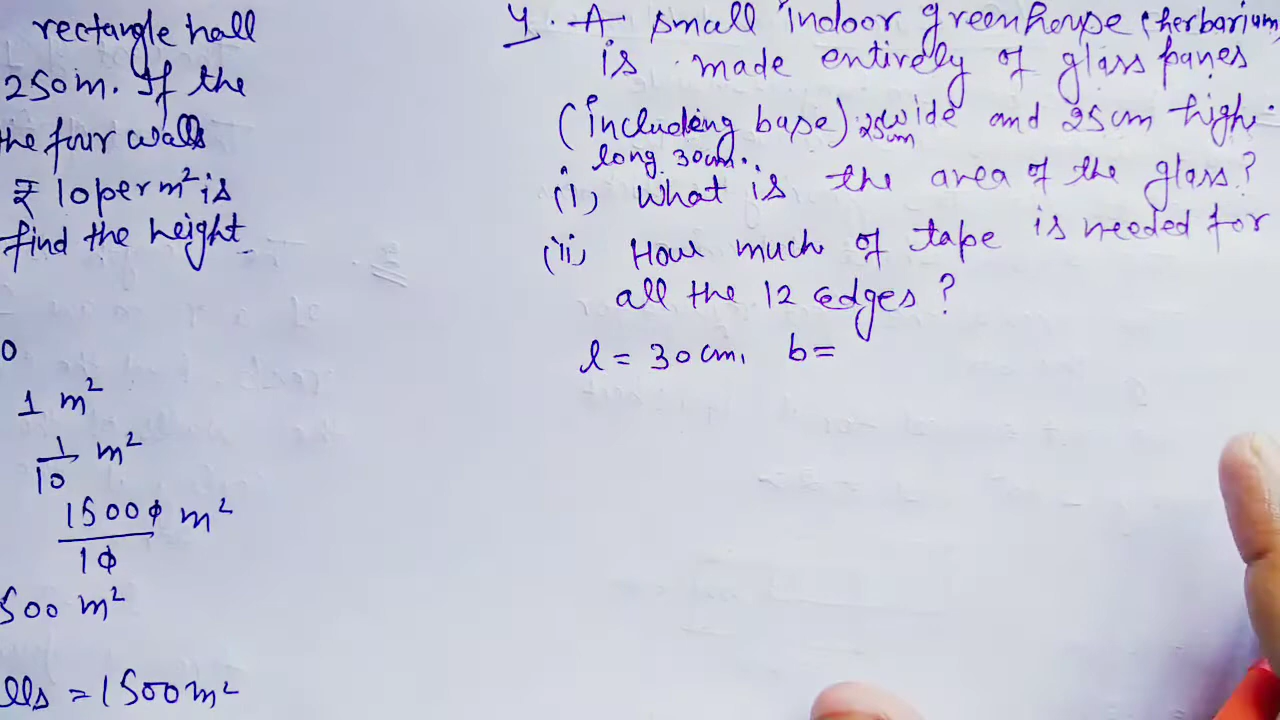 rectangle hall
250m. If the
the four walls
₹ 10 per m² is
find the height
0
1 m²
1/10 m²
15000/10 m²
500 m²
lls = 1500m²
4. A small indoor greenhouse (herbarium)
is made entirely of glass panes
(including base) 25cm wide and 25cm high.
long 30cm.
(i) What is the area of the glass?
(ii) How much of tape is needed for
all the 12 edges?
l = 30cm, b=